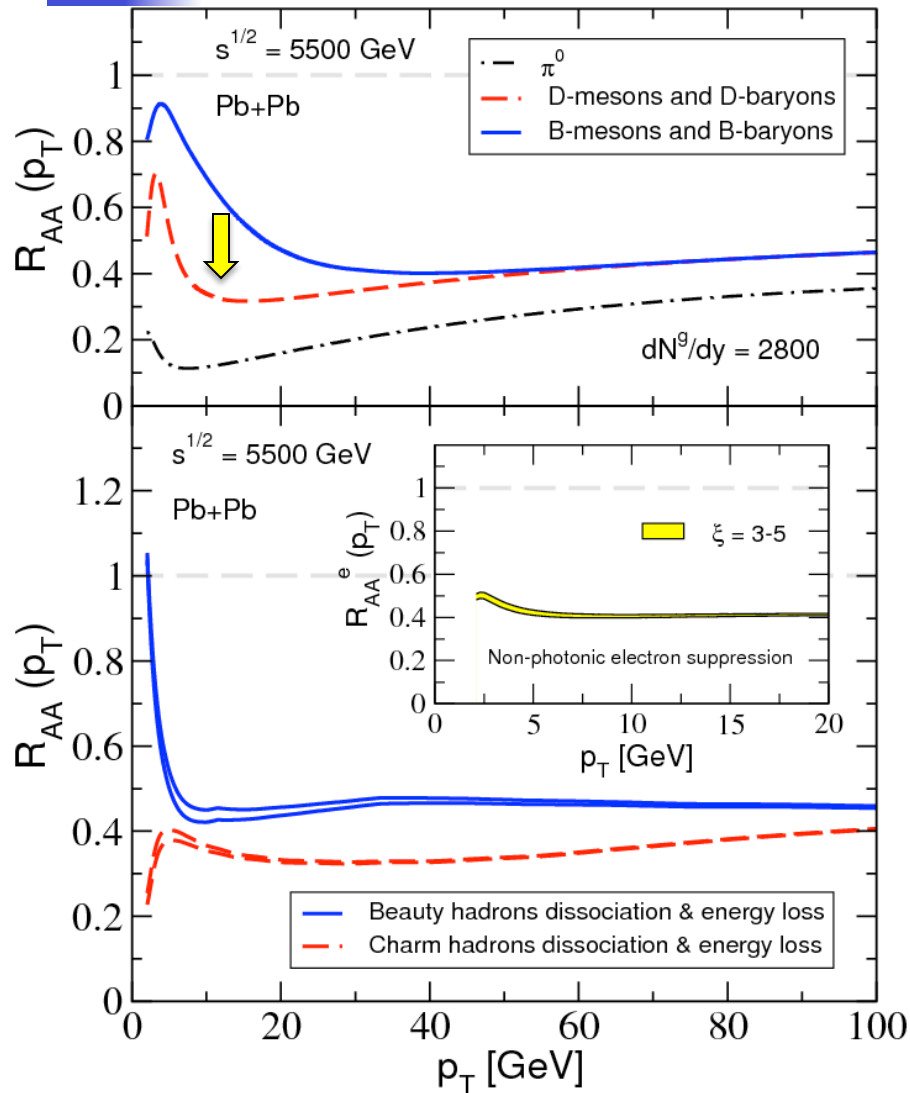 s^1/2 = 5500 GeV
Pb+Pb
π^0
D-mesons and D-baryons
B-mesons and B-baryons
dN^g/dy = 2800
R_AA (p_T)
1
0.8
0.6
0.4
0.2
0
s^1/2 = 5500 GeV
Pb+Pb
R_AA (p_T)
1.2
1
0.8
0.6
0.4
0.2
0
R_AA^e (p_T)
1
0.8
0.6
0.4
0.2
0
ξ = 3-5
Non-photonic electron suppression
0 5 10 15 20
p_T [GeV]
Beauty hadrons dissociation & energy loss
Charm hadrons dissociation & energy loss
0 20 40 60 80 100
p_T [GeV]